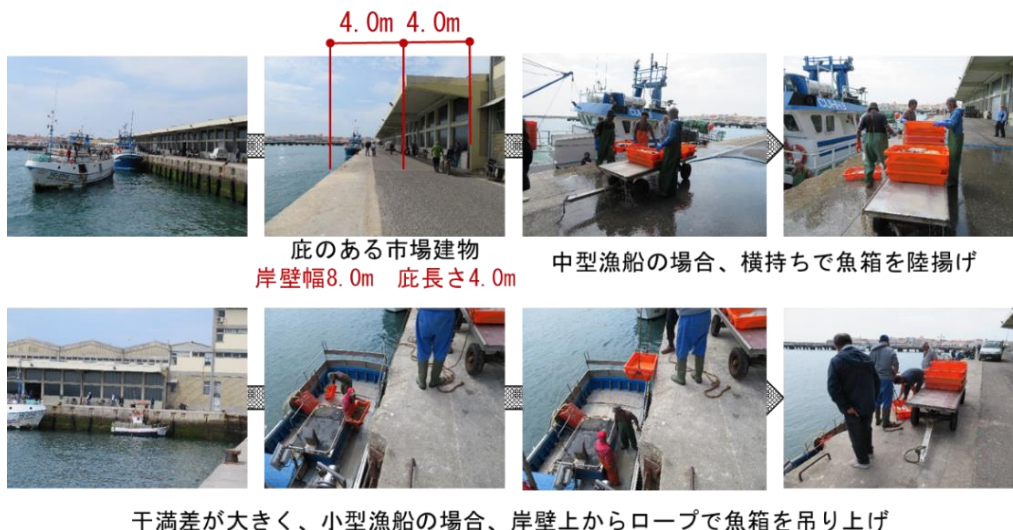 4.0m 4.0m
庇のある市場建物
岸壁幅8.0m 庇長さ4.0m
中型漁船の場合、横持ちで魚箱を陸揚げ
干満差が大きく、小型漁船の場合、岸壁上からロープで魚箱を吊り上げ